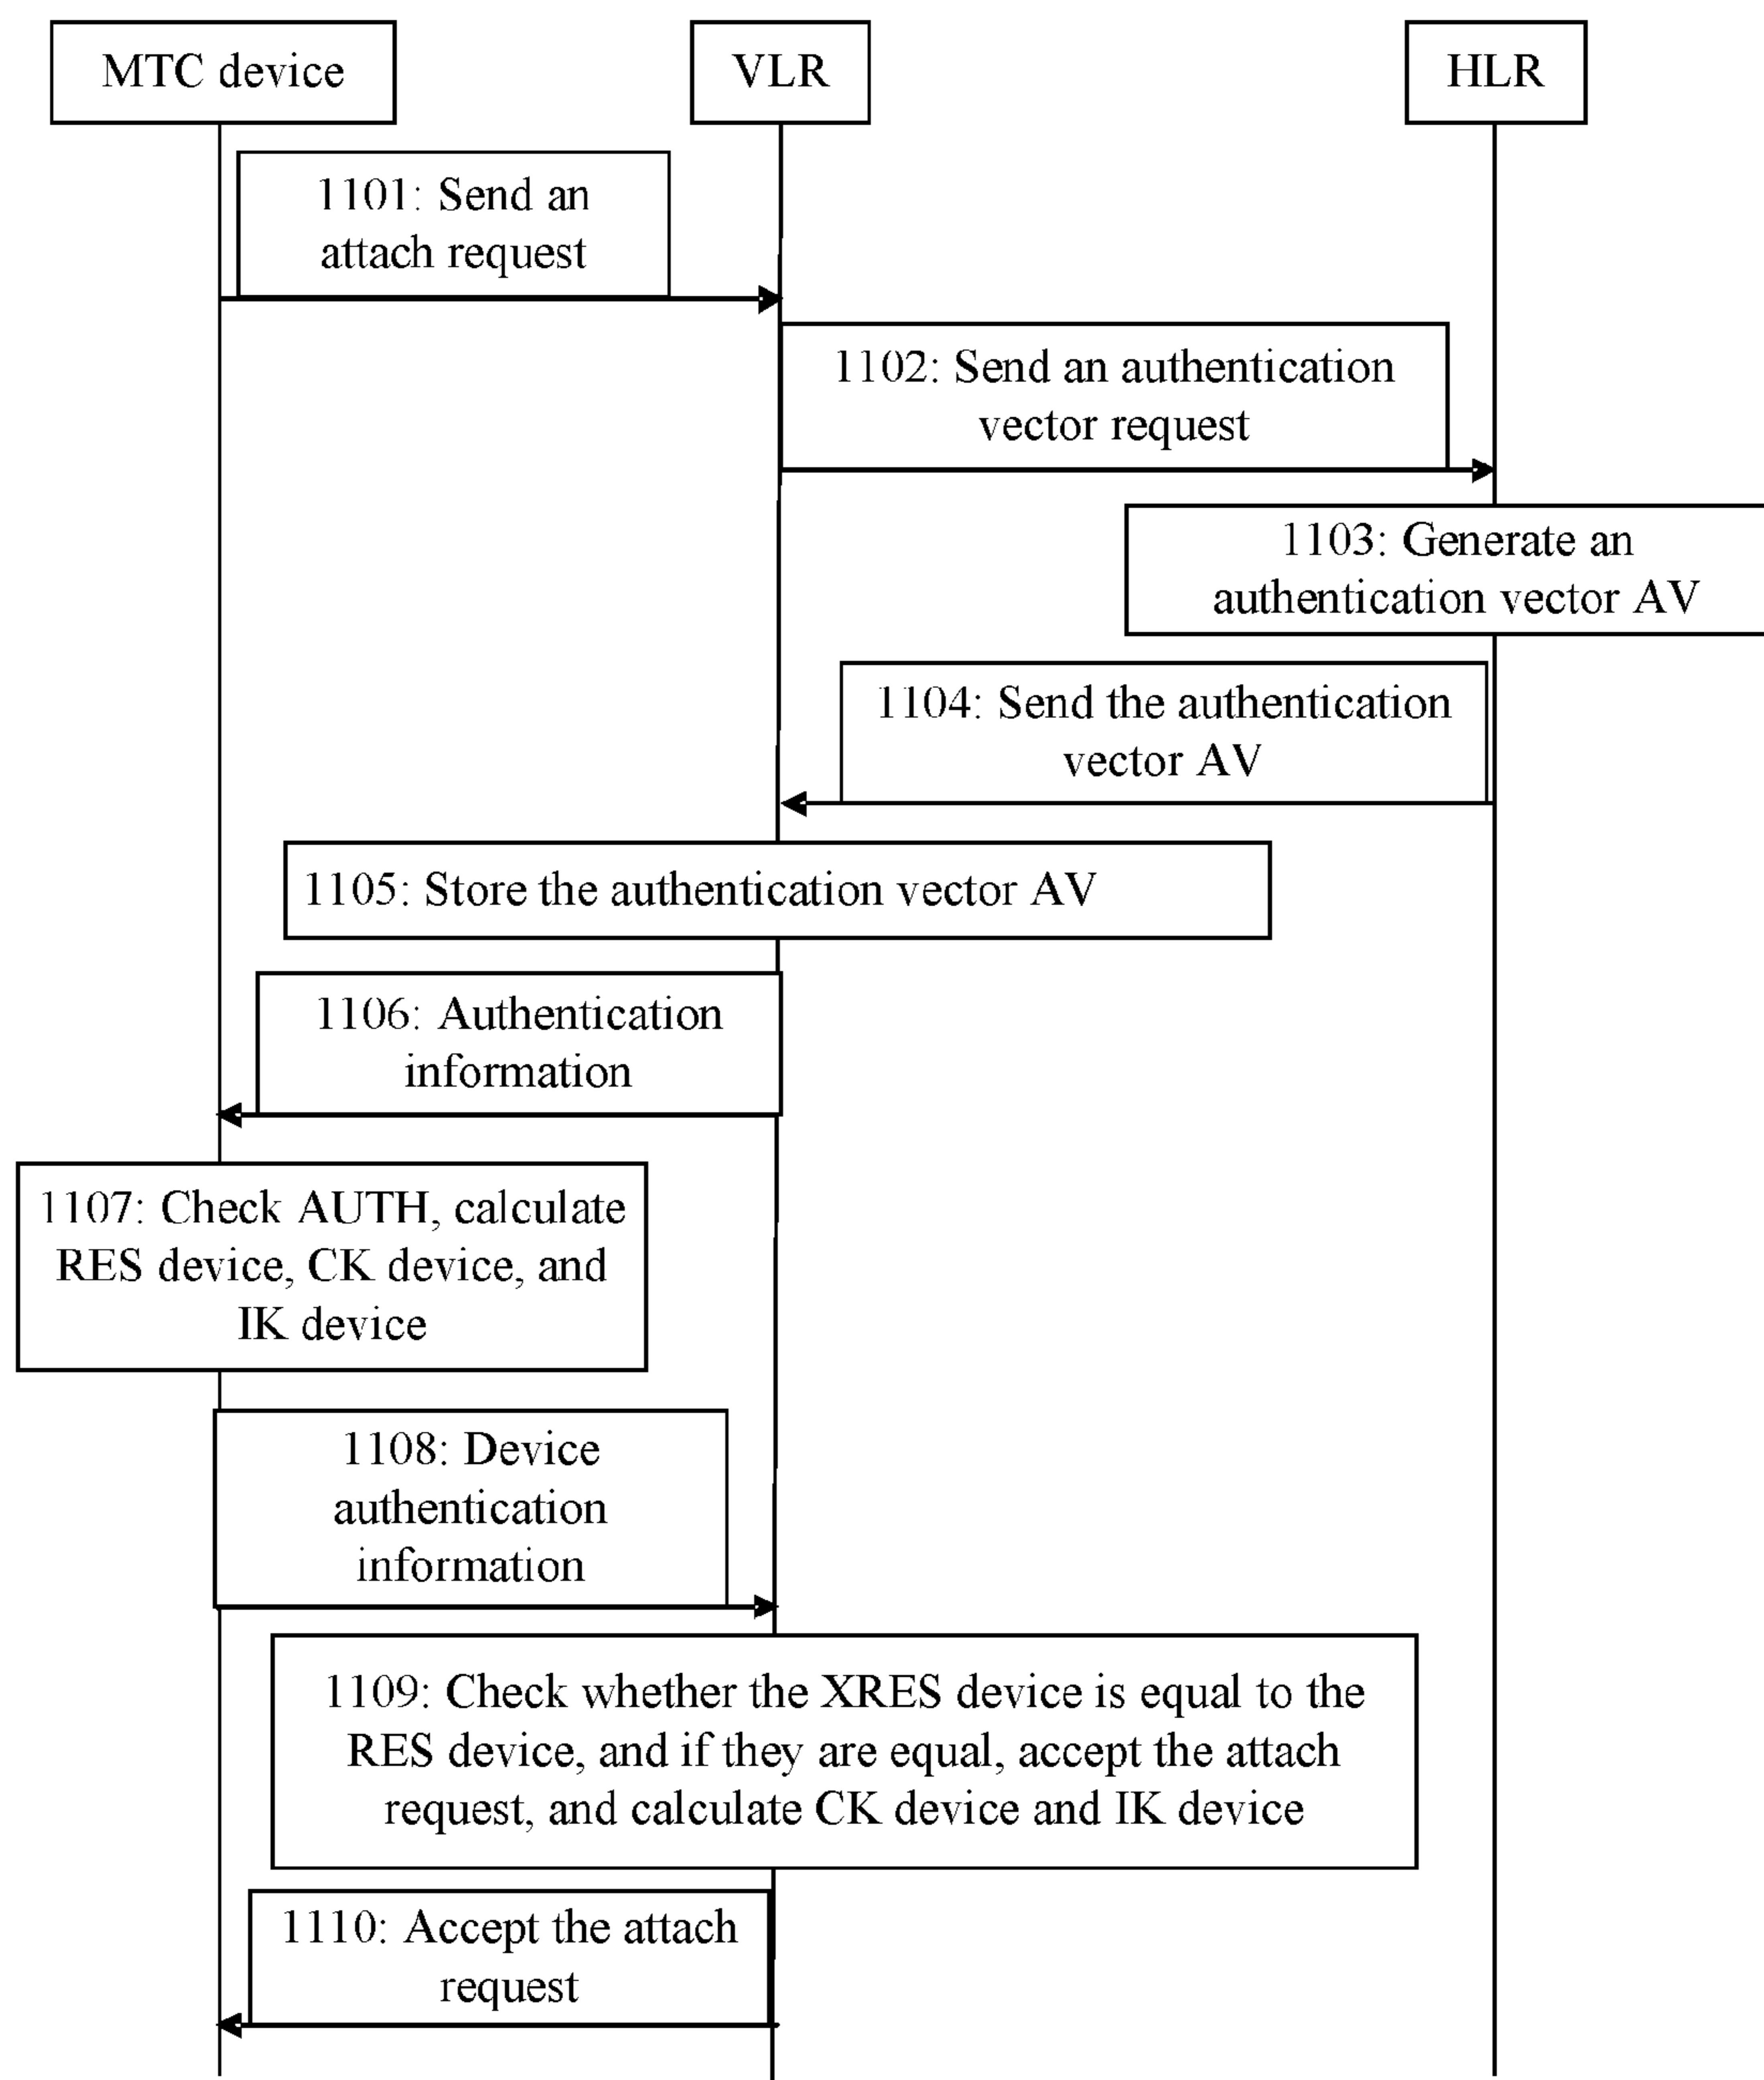 MTC device
VLR
HLR
1101: Send an
attach request
1102: Send an authentication
vector request
1103: Generate an
authentication vector AV
1104: Send the authentication
vector AV
1105: Store the authentication vector AV
1106: Authentication
information
1107: Check AUTH, calculate
RES device, CK device, and
IK device
1108: Device
authentication
information
1109: Check whether the XRES device is equal to the
RES device, and if they are equal, accept the attach
request, and calculate CK device and IK device
1110: Accept the attach
request